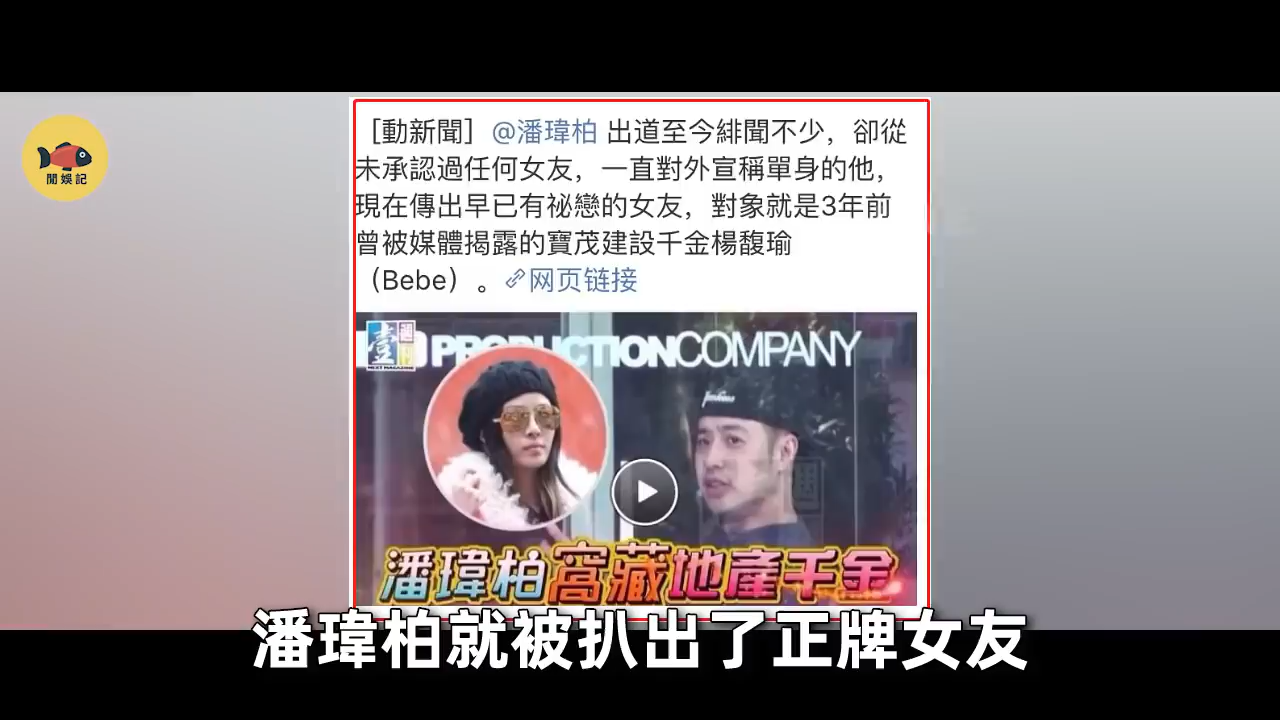 ［動新聞］@潘瑋柏 出道至今緋聞不少，卻從
未承認過任何女友，一直對外宣稱單身的他，
現在傳出早已有祕戀的女友，對象就是3年前
曾被媒體揭露的寶茂建設千金楊馥瑜
（Bebe）。网页链接
閒娛記
壹週刊
NEXT MAGAZINE
PRODUCTION COMPANY
潘瑋柏窩藏地產千金
潘瑋柏就被扒出了正牌女友